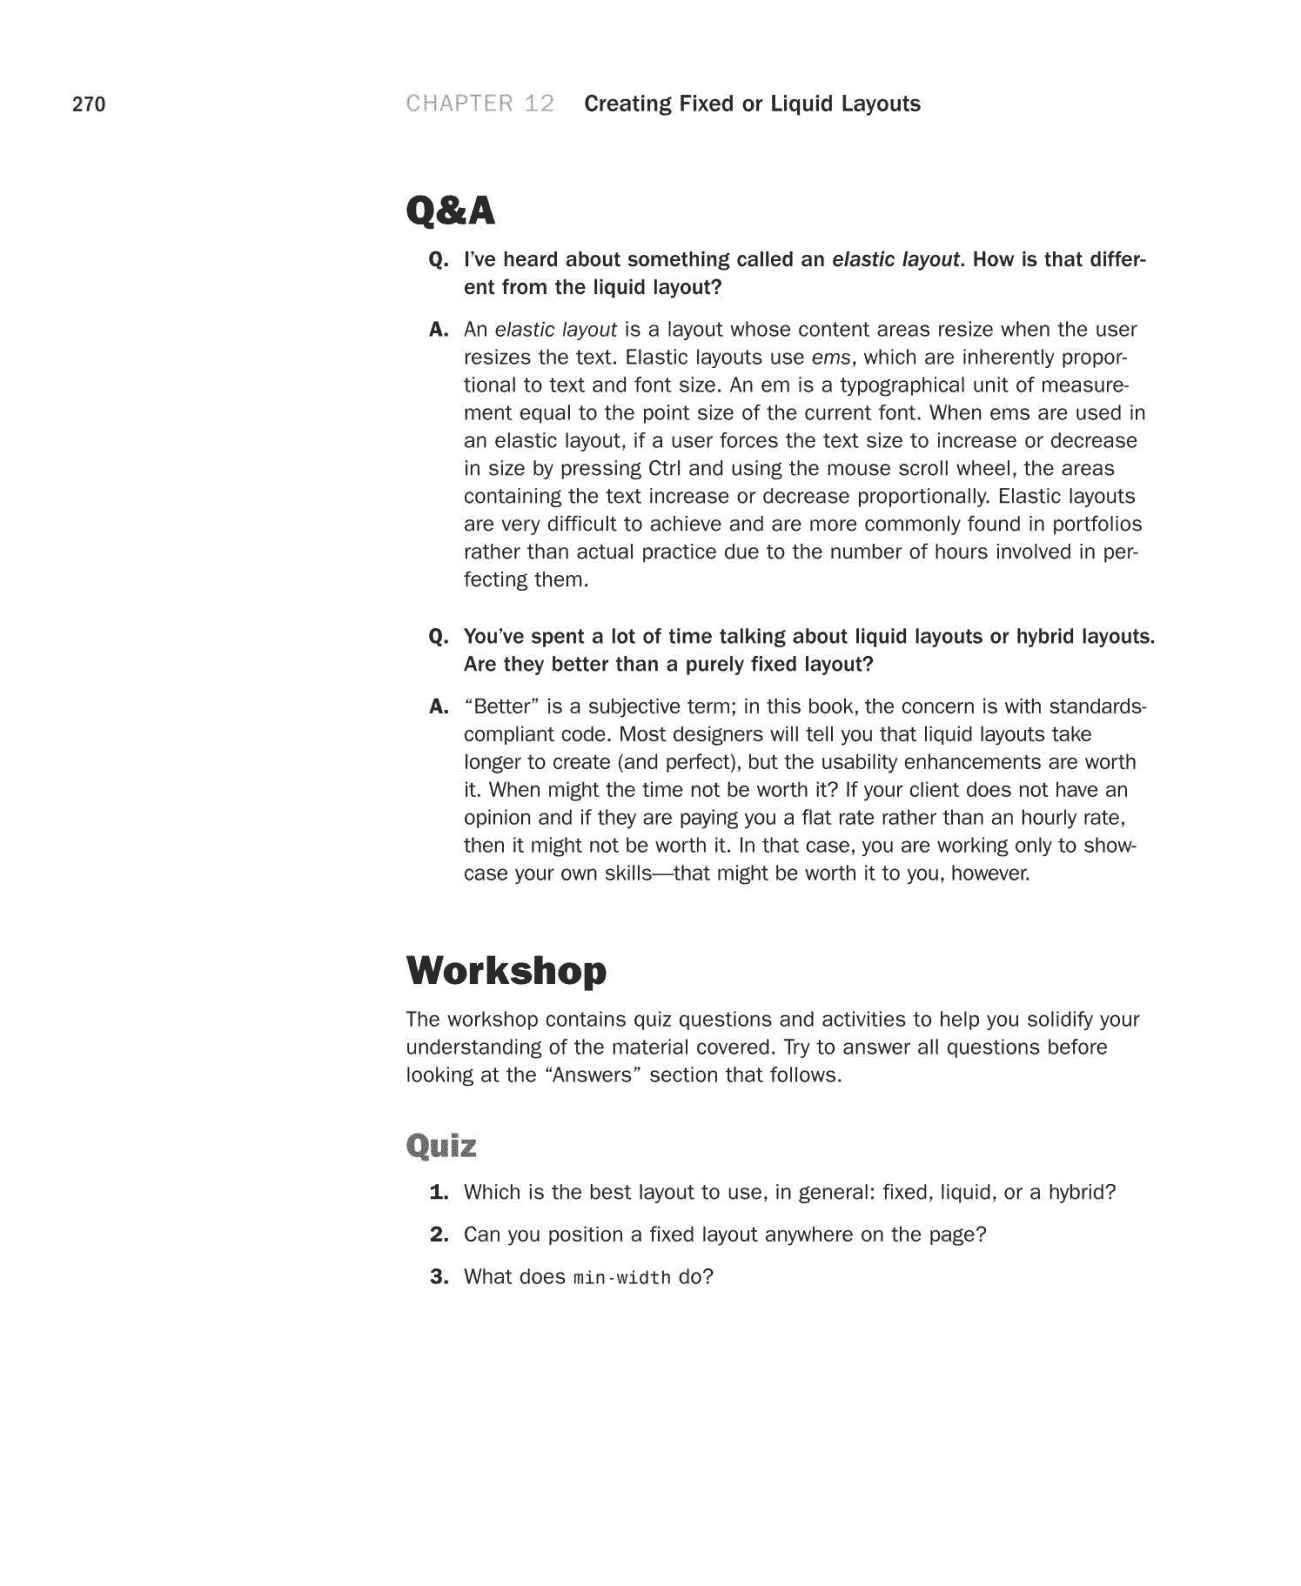 270
CHAPTER 12 Creating Fixed or Liquid Layouts
Q&A
Q. I've heard about something called an elastic layout. How is that differ-
ent from the liquid layout?
A. An elastic layout is a layout whose content areas resize when the user
resizes the text. Elastic layouts use ems, which are inherently propor-
tional to text and font size. An em is a typographical unit of measure-
ment equal to the point size of the current font. When ems are used in
an elastic layout, if a user forces the text size to increase or decrease
in size by pressing Ctrl and using the mouse scroll wheel, the areas
containing the text increase or decrease proportionally. Elastic layouts
are very difficult to achieve and are more commonly found in portfolios
rather than actual practice due to the number of hours involved in per-
fecting them.
Q. You've spent a lot of time talking about liquid layouts or hybrid layouts.
Are they better than a purely fixed layout?
A. “Better” is a subjective term; in this book, the concern is with standards-
compliant code. Most designers will tell you that liquid layouts take
longer to create (and perfect), but the usability enhancements are worth
it. When might the time not be worth it? If your client does not have an
opinion and if they are paying you a flat rate rather than an hourly rate,
then it might not be worth it. In that case, you are working only to show-
case your own skills—that might be worth it to you, however.
Workshop
The workshop contains quiz questions and activities to help you solidify your
understanding of the material covered. Try to answer all questions before
looking at the “Answers” section that follows.
Quiz
1. Which is the best layout to use, in general: fixed, liquid, or a hybrid?
2. Can you position a fixed layout anywhere on the page?
3. What does min-width do?